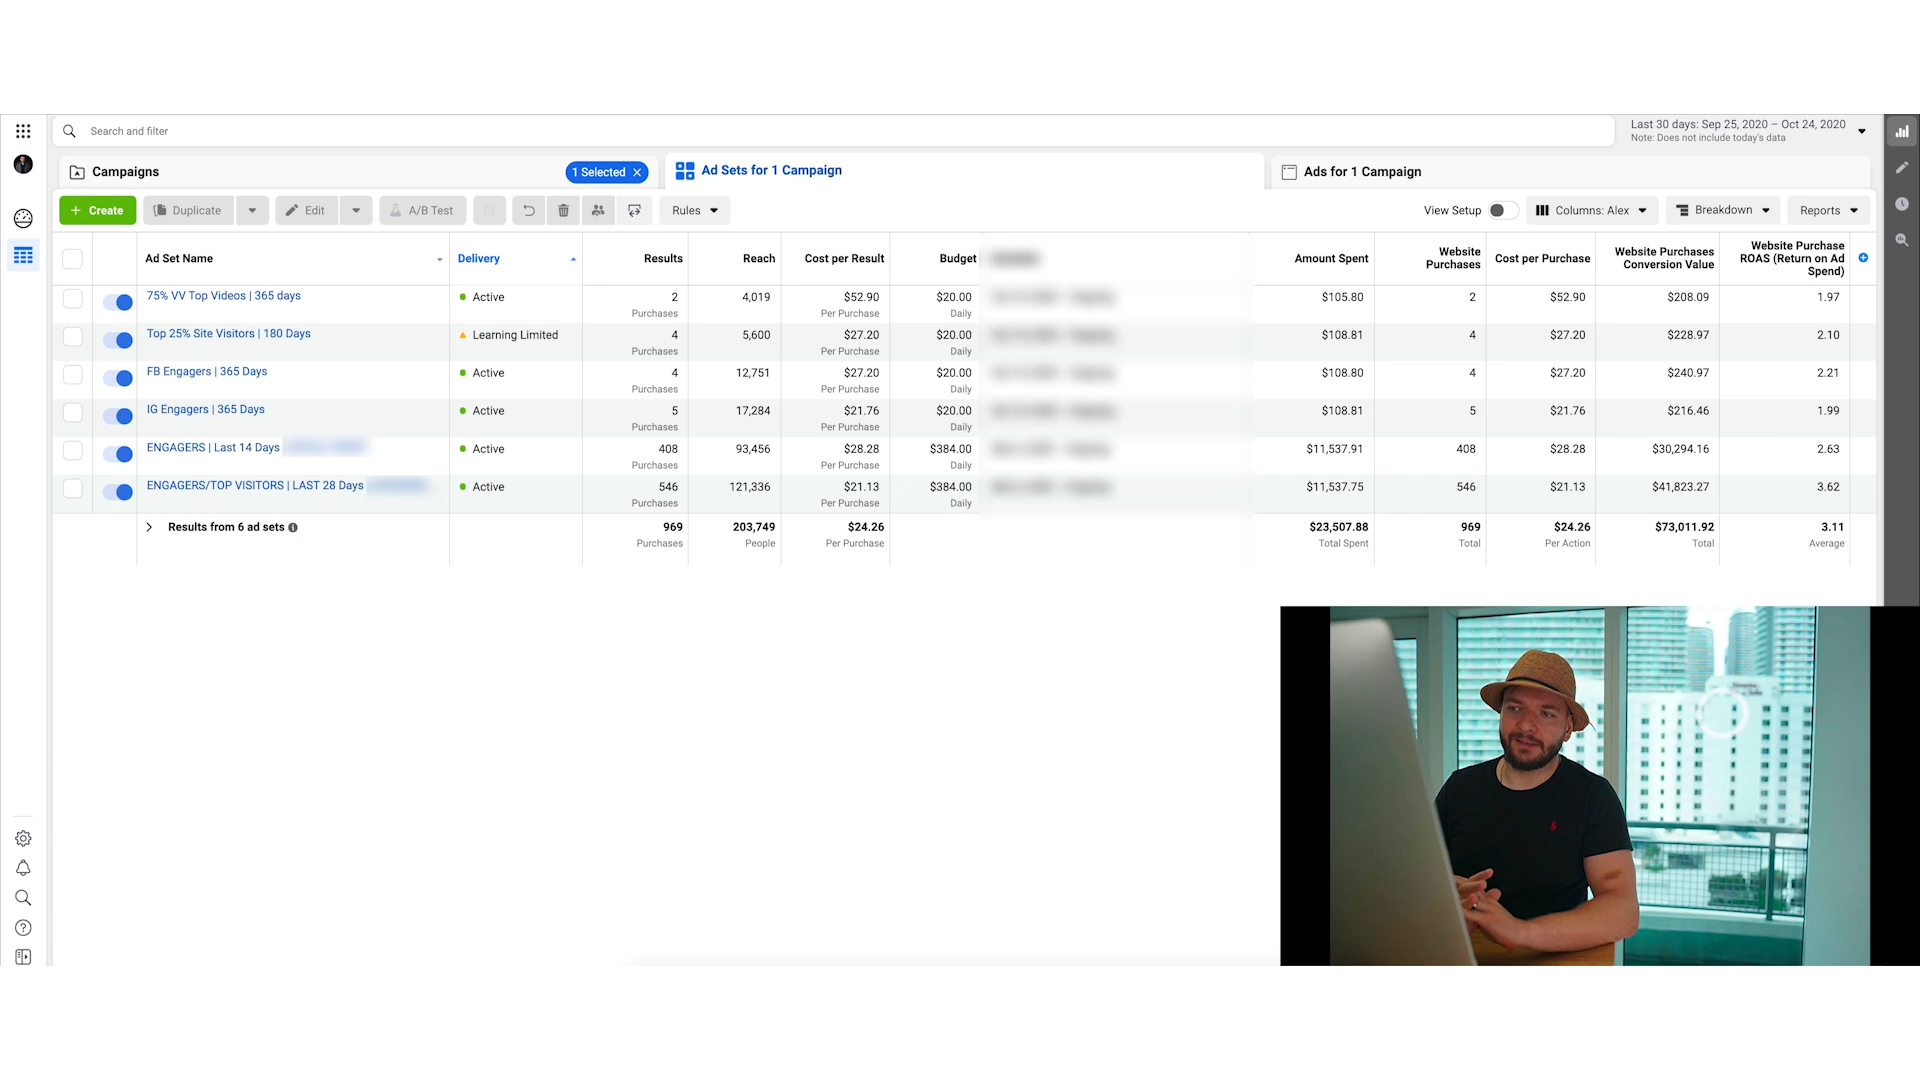 Search and filter
Last 30 days: Sep 25, 2020 – Oct 24, 2020
Note: Does not include today's data
Campaigns
1 Selected
Ad Sets for 1 Campaign
Ads for 1 Campaign
+ Create
Duplicate
Edit
A/B Test
Rules
View Setup
Columns: Alex
Breakdown
Reports
Ad Set Name
Delivery
Results
Reach
Cost per Result
Budget
Amount Spent
Website
Purchases
Cost per Purchase
Website Purchases
Conversion Value
Website Purchase
ROAS (Return on Ad
Spend)
75% VV Top Videos | 365 days
Active
2
Purchases
4,019
$52.90
Per Purchase
$20.00
Daily
$105.80
2
$52.90
$208.09
1.97
Top 25% Site Visitors | 180 Days
Learning Limited
4
Purchases
5,600
$27.20
Per Purchase
$20.00
Daily
$108.81
4
$27.20
$228.97
2.10
FB Engagers | 365 Days
Active
4
Purchases
12,751
$27.20
Per Purchase
$20.00
Daily
$108.80
4
$27.20
$240.97
2.21
IG Engagers | 365 Days
Active
5
Purchases
17,284
$21.76
Per Purchase
$20.00
Daily
$108.81
5
$21.76
$216.46
1.99
ENGAGERS | Last 14 Days
Active
408
Purchases
93,456
$28.28
Per Purchase
$384.00
Daily
$11,537.91
408
$28.28
$30,294.16
2.63
ENGAGERS/TOP VISITORS | LAST 28 Days
Active
546
Purchases
121,336
$21.13
Per Purchase
$384.00
Daily
$11,537.75
546
$21.13
$41,823.27
3.62
Results from 6 ad sets
969
Purchases
203,749
People
$24.26
Per Purchase
$23,507.88
Total Spent
969
Total
$24.26
Per Action
$73,011.92
Total
3.11
Average